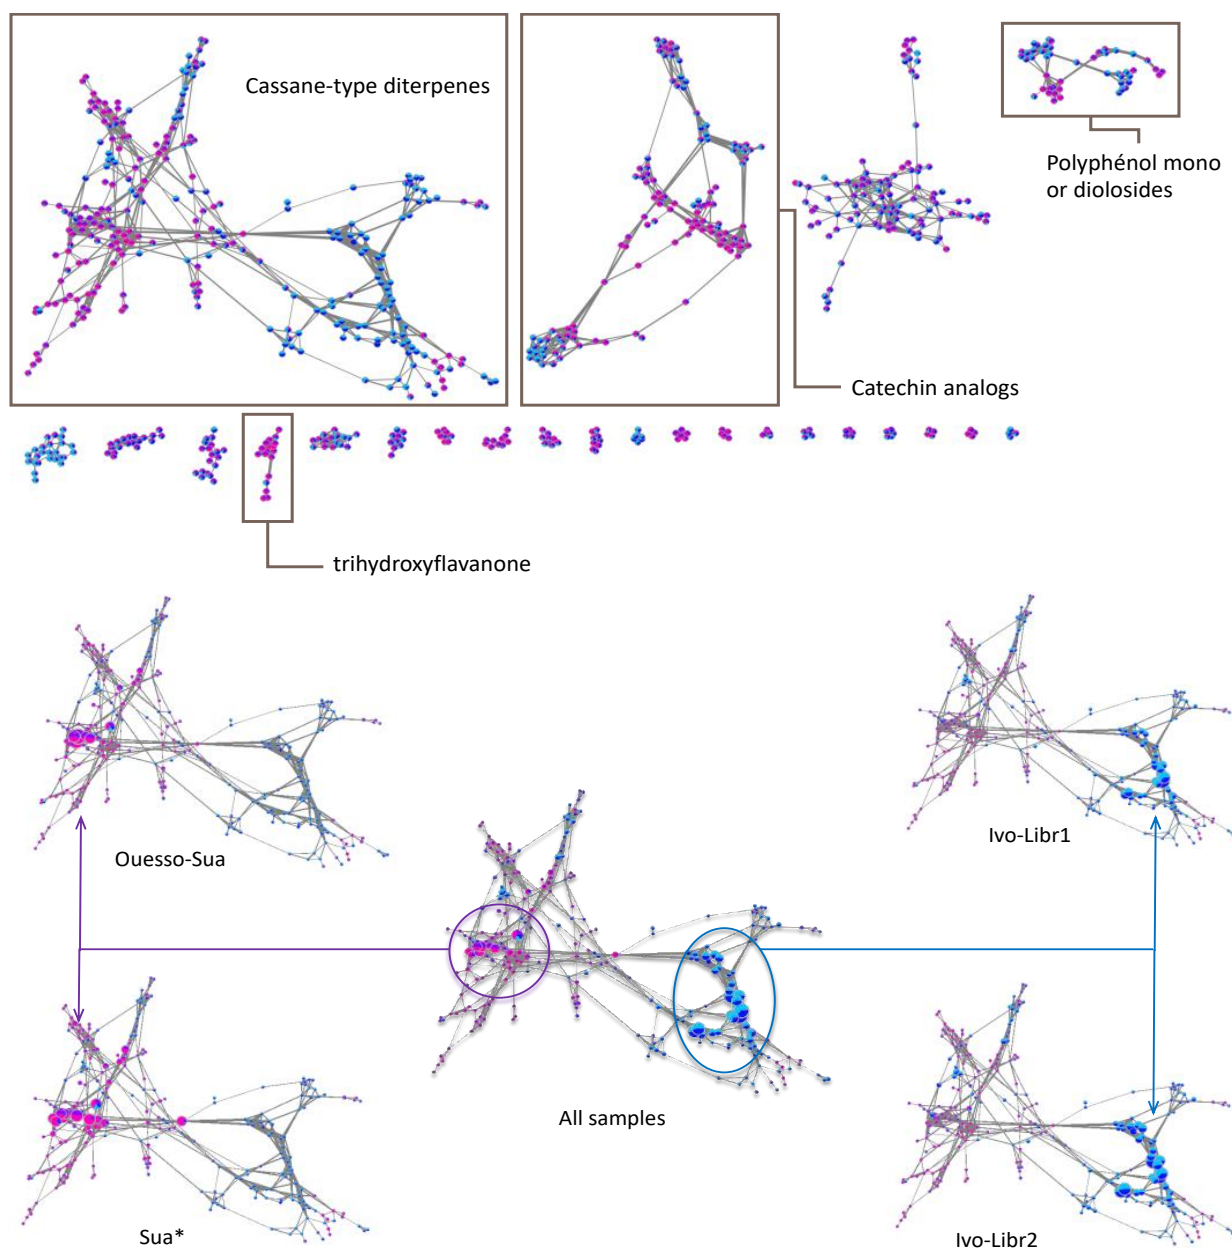 Cassane-type diterpenes
Polyphénol mono
or diolosides
Catechin analogs
trihydroxyflavanone
Ouesso-Sua
Ivo-Libr1
All samples
Sua*
Ivo-Libr2